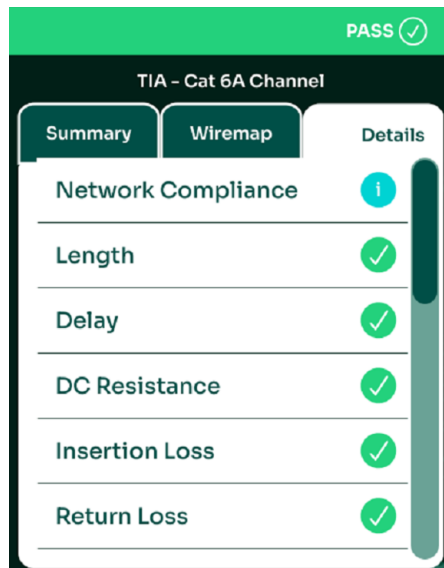 PASS
TIA - Cat 6A Channel
Summary Wiremap Details
Network Compliance i
Length
Delay
DC Resistance
Insertion Loss
Return Loss